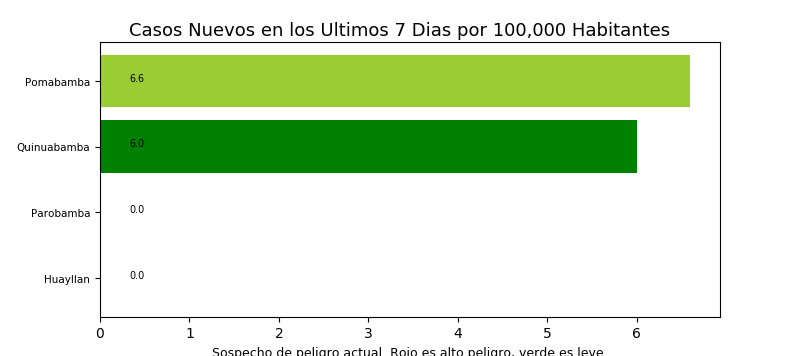 Casos Nuevos en los Ultimos 7 Dias por 100,000 Habitantes
Pomabamba
6.6
Quinuabamba
6.0
Parobamba
0.0
Huayllan
0.0
0 1 2 3 4 5 6
Sospecho de peligro actual. Rojo es alto peligro, verde es leve